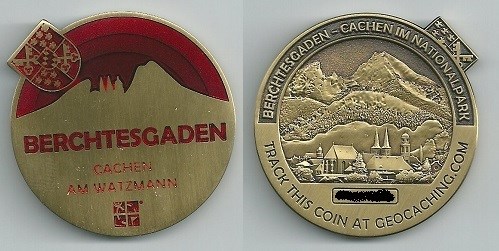 BERCHTESGADEN
CACHEN
AM WATZMANN
BERCHTESGADEN - CACHEN IM NATIONALPARK
TRACK THIS COIN AT GEOCACHING.COM